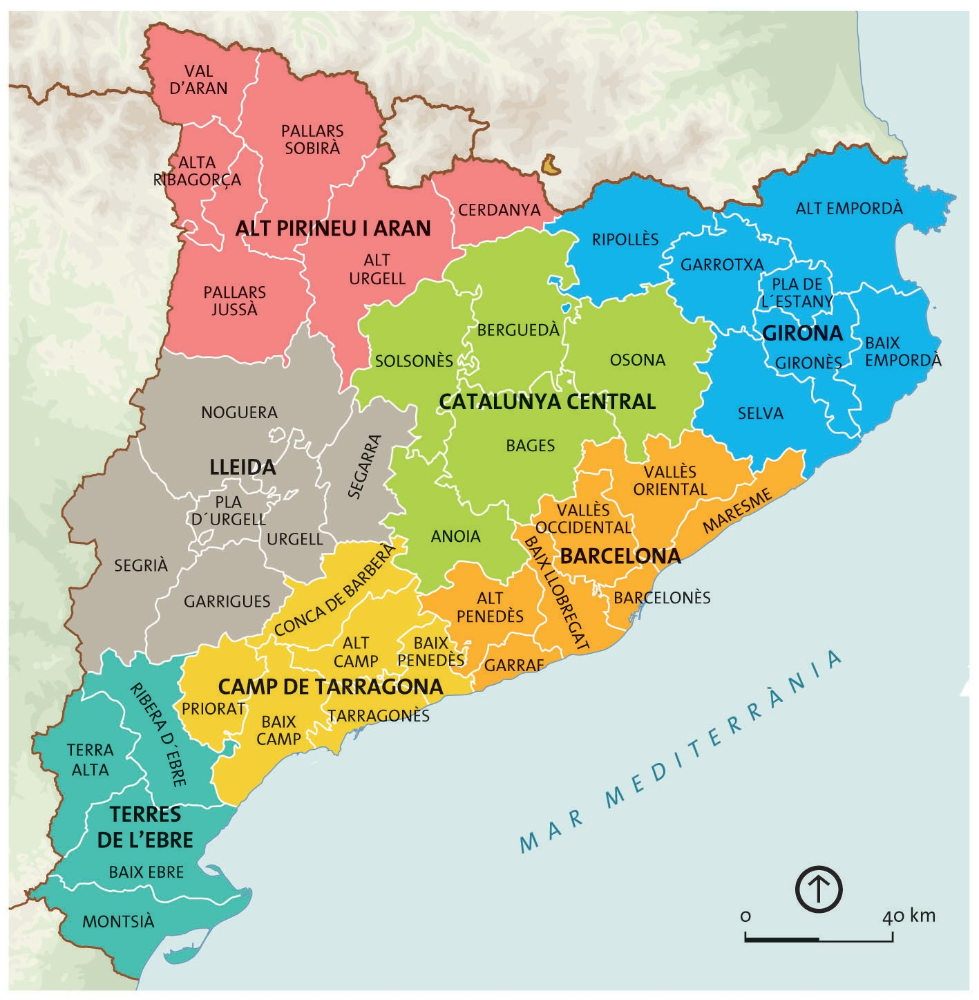 VAL
D'ARAN
PALLARS
SOBIRÀ
ALTA
RIBAGORÇA
CERDANYA
ALT PIRINEU I ARAN
ALT
URGELL
PALLARS
JUSSÀ
RIPOLLÈS
ALT EMPORDÀ
GARROTXA
PLA DE
L´ESTANY
GIRONA
GIRONÈS
BAIX
EMPORDÀ
SELVA
BERGUEDÀ
SOLSONÈS
OSONA
CATALUNYA CENTRAL
BAGES
ANOIA
NOGUERA
LLEIDA
SEGARRA
PLA
D´URGELL
URGELL
SEGRIÀ
GARRIGUES
VALLÈS
ORIENTAL
MARESME
VALLÈS
OCCIDENTAL
BARCELONA
BAIX LLOBREGAT
BARCELONÈS
ALT
PENEDÈS
GARRAF
CONCA DE BARBERÀ
ALT
CAMP
BAIX
PENEDÈS
CAMP DE TARRAGONA
PRIORAT
BAIX
CAMP
TARRAGONÈS
RIBERA D´EBRE
TERRA
ALTA
TERRES
DE L'EBRE
BAIX EBRE
MONTSIÀ
MAR MEDITERRÀNIA
0 40 km